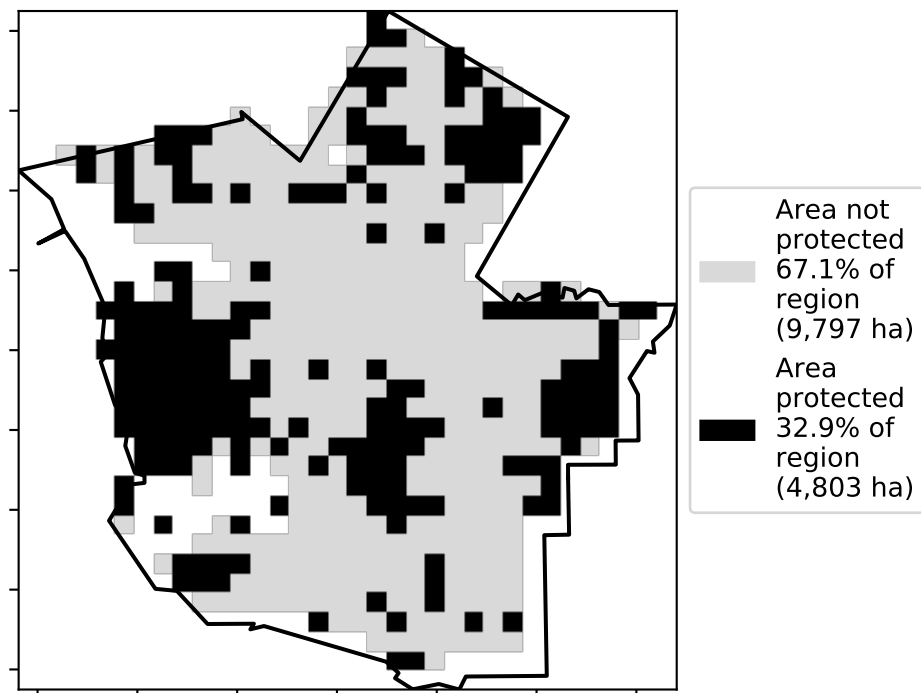 Area not
protected
67.1% of
region
(9,797 ha)
Area
protected
32.9% of
region
(4,803 ha)